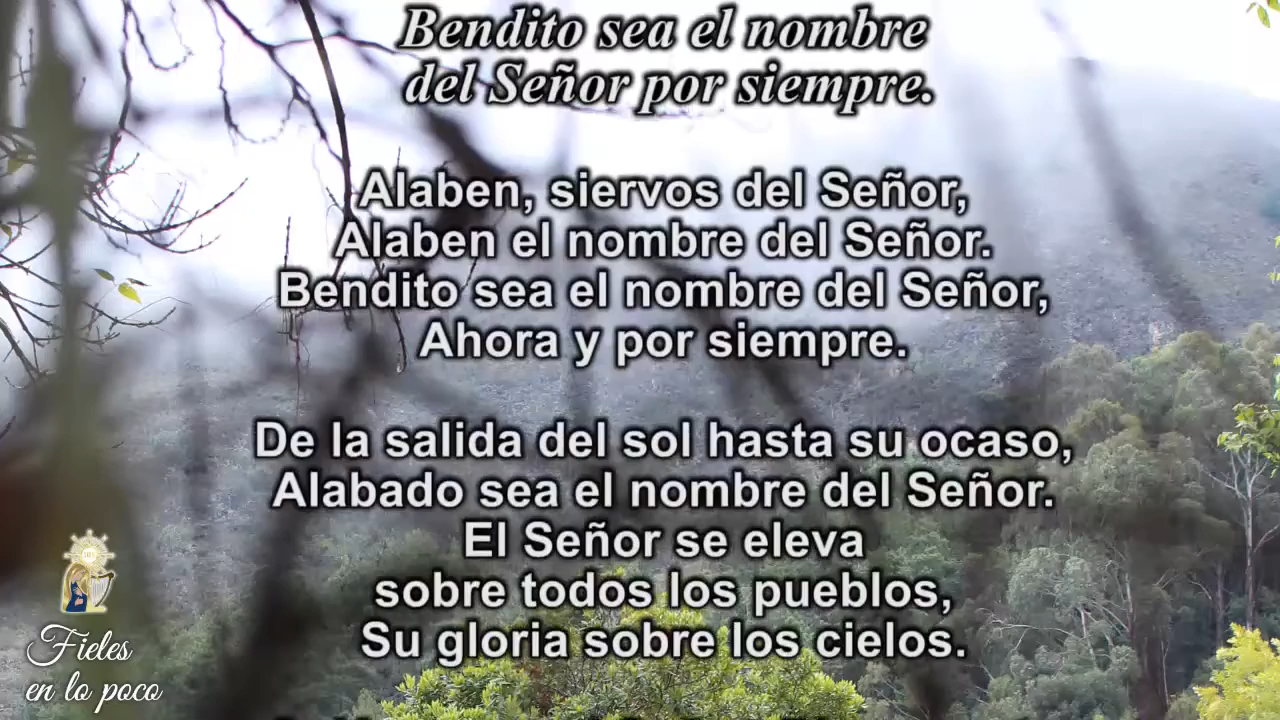 Bendito sea el nombre
del Señor por siempre.
Alaben, siervos del Señor,
Alaben el nombre del Señor.
Bendito sea el nombre del Señor,
Ahora y por siempre.
De la salida del sol hasta su ocaso,
Alabado sea el nombre del Señor.
El Señor se eleva
sobre todos los pueblos,
Su gloria sobre los cielos.
Fieles
en lo poco